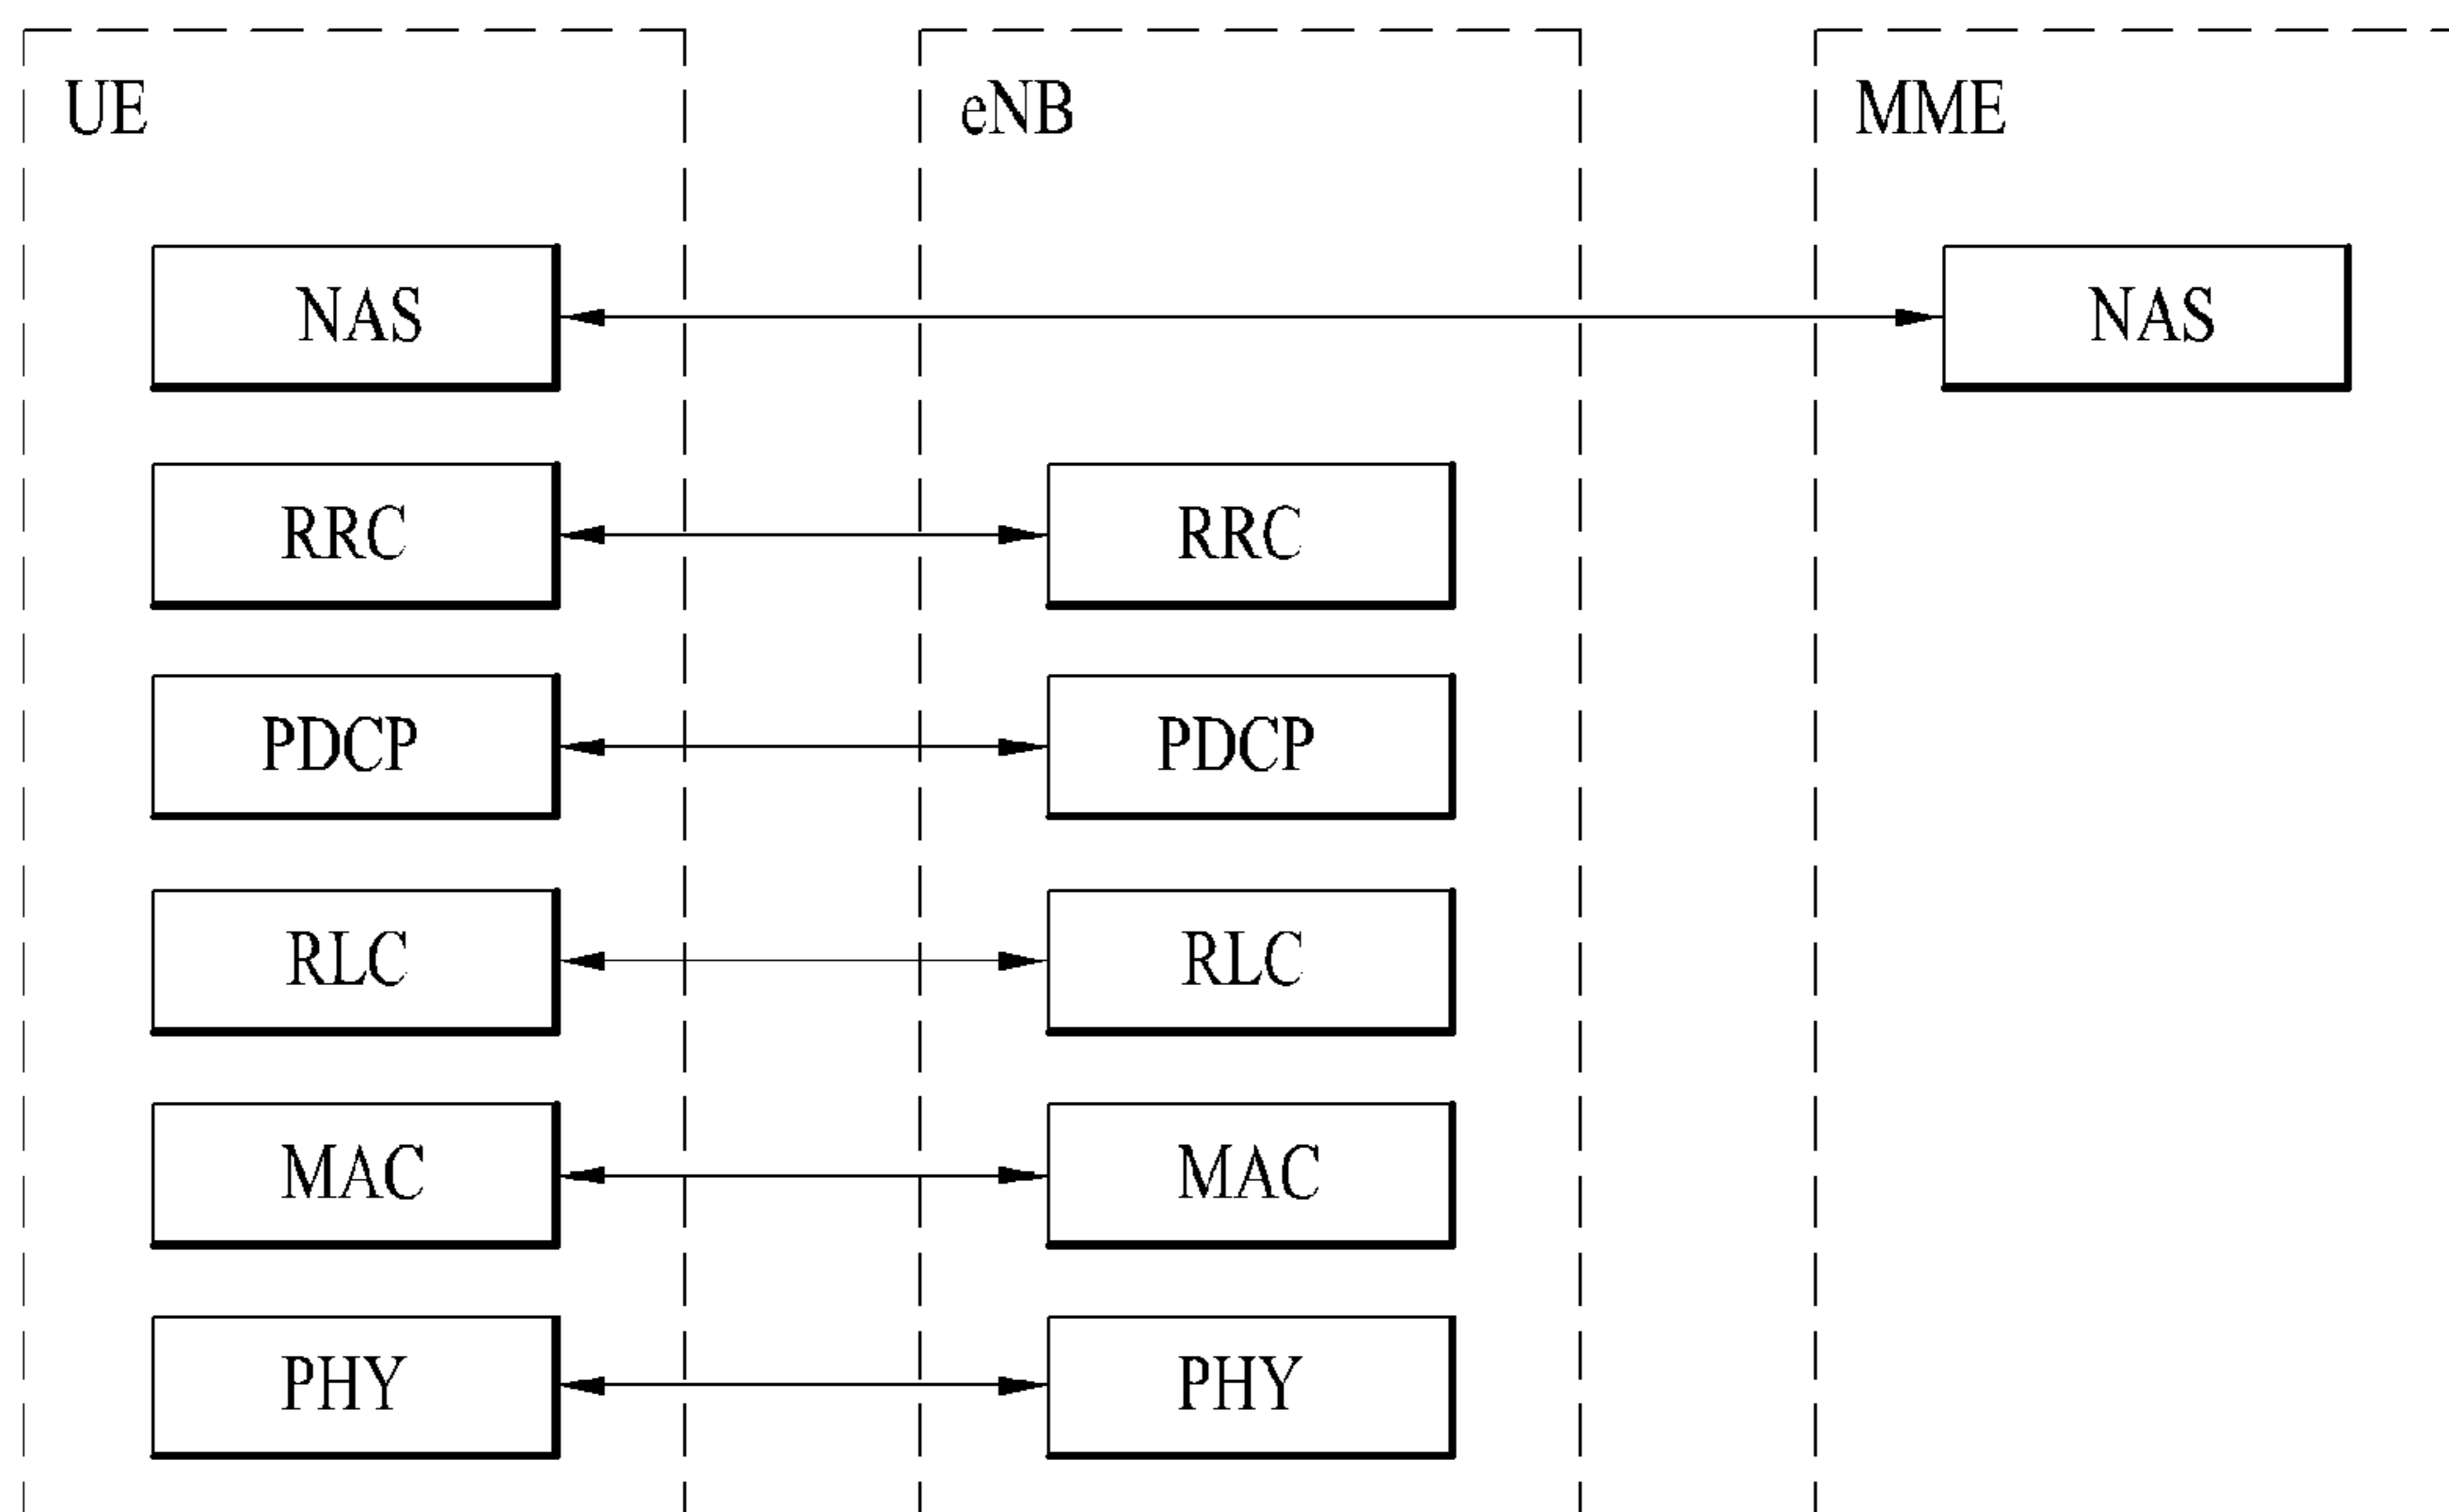 UE
eNB
MME
NAS
NAS
RRC
RRC
PDCP
PDCP
RLC
RLC
MAC
MAC
PHY
PHY